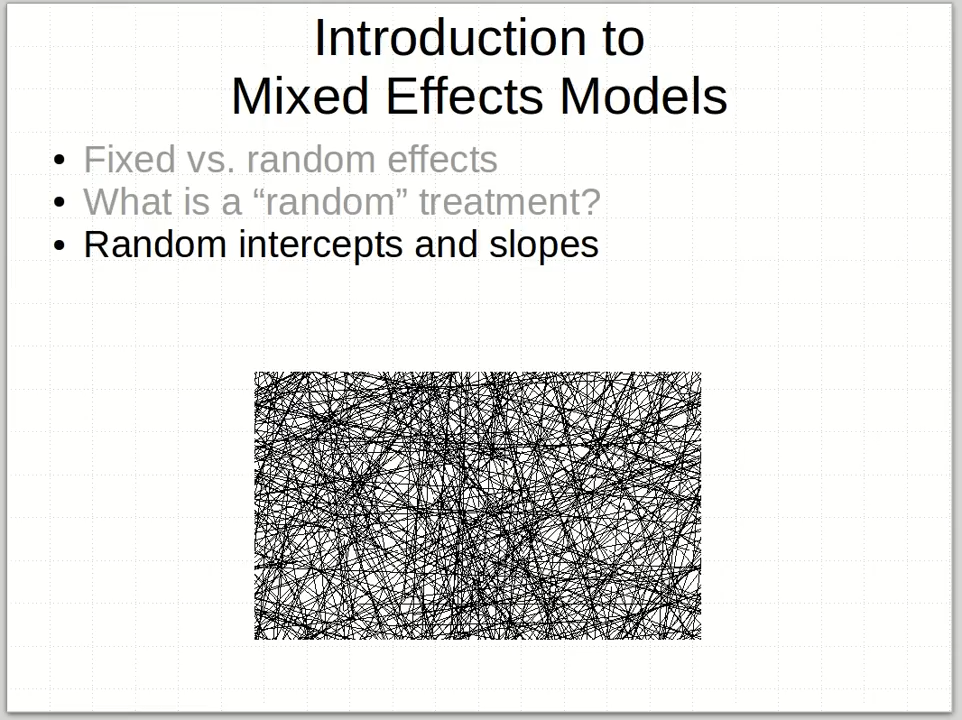 Introduction to
Mixed Effects Models
• Fixed vs. random effects
• What is a “random” treatment?
• Random intercepts and slopes